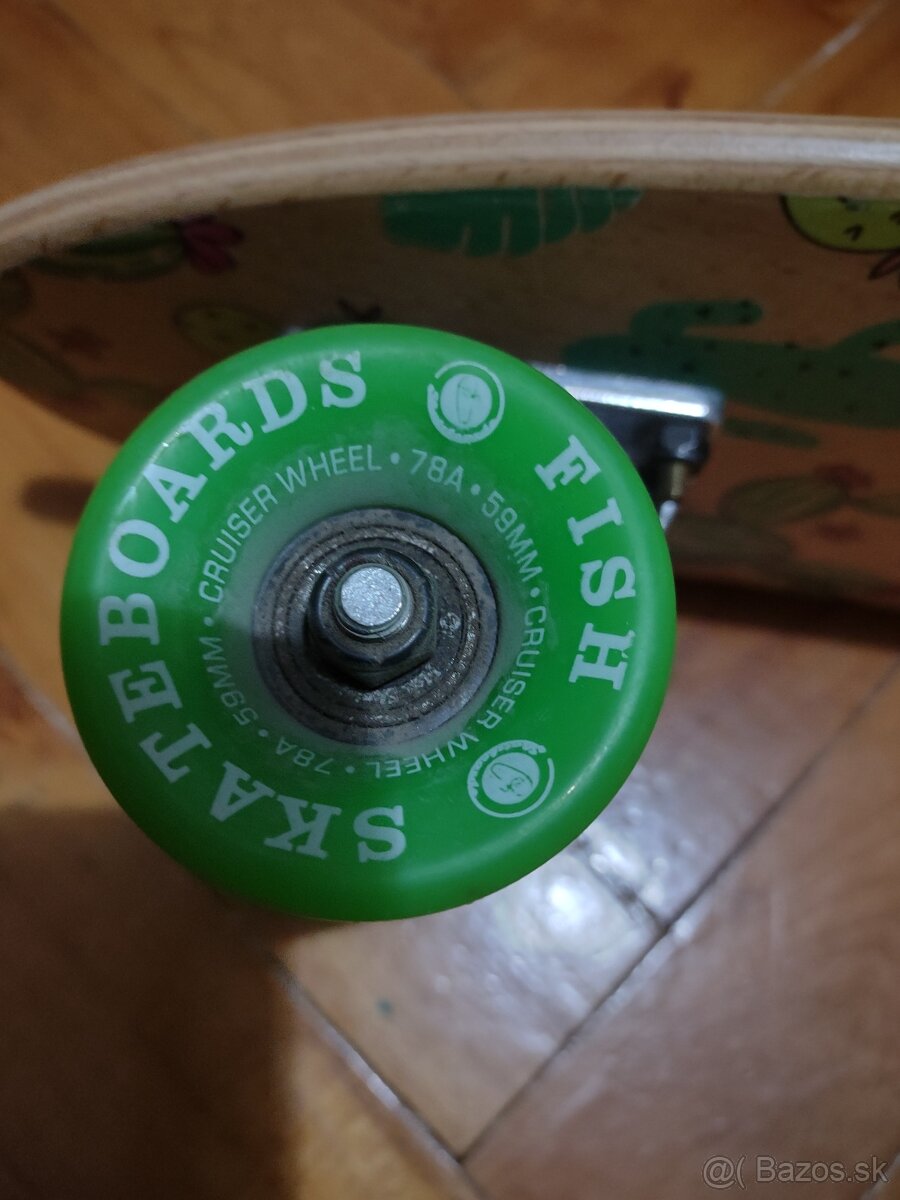 FISH
SKATEBOARDS
CRUISER WHEEL • 78A • 59MM • CRUISER WHEEL • 78A • 59MM •
@( Bazos.sk